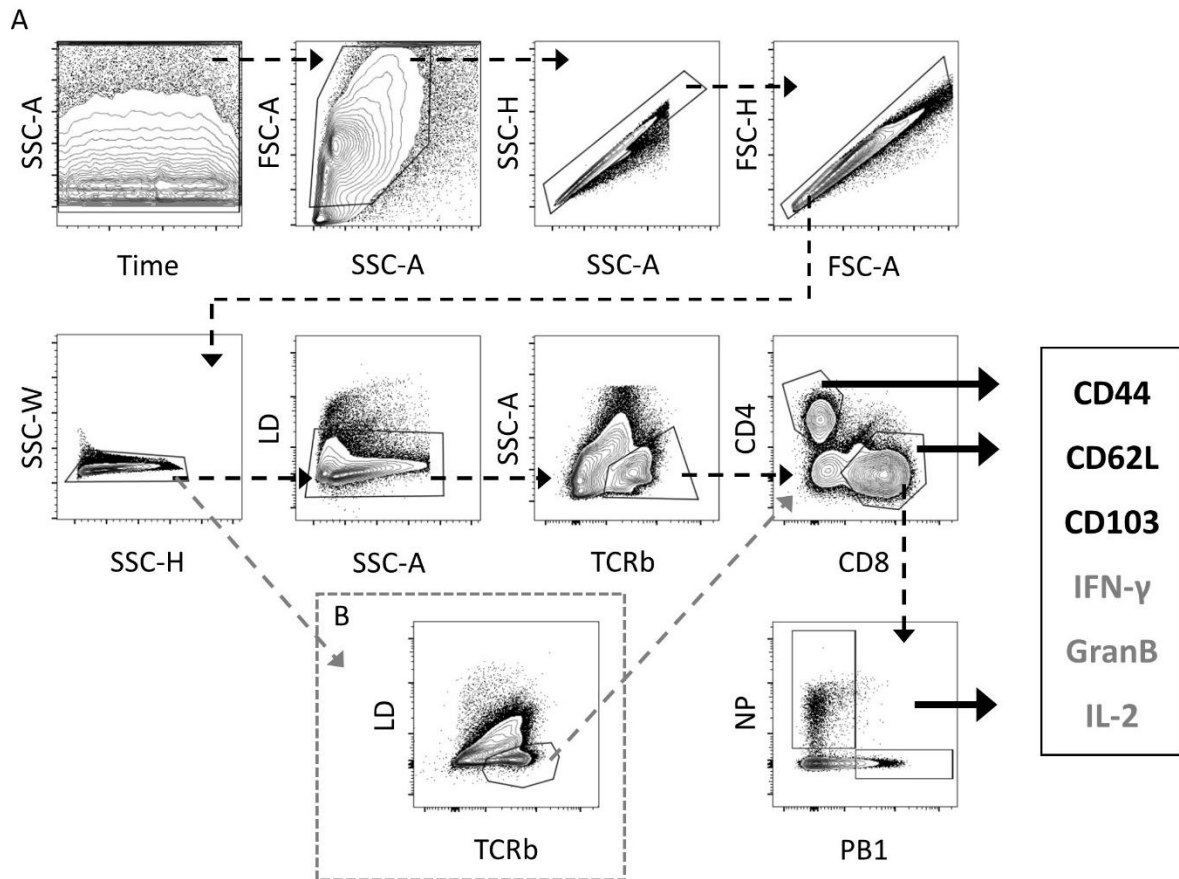 A
SSC-A
Time
FSC-A
SSC-A
SSC-H
SSC-A
FSC-H
FSC-A
SSC-W
SSC-H
LD
SSC-A
SSC-A
TCRb
CD4
CD8
CD44
CD62L
CD103
IFN-γ
GranB
IL-2
B
LD
TCRb
NP
PB1